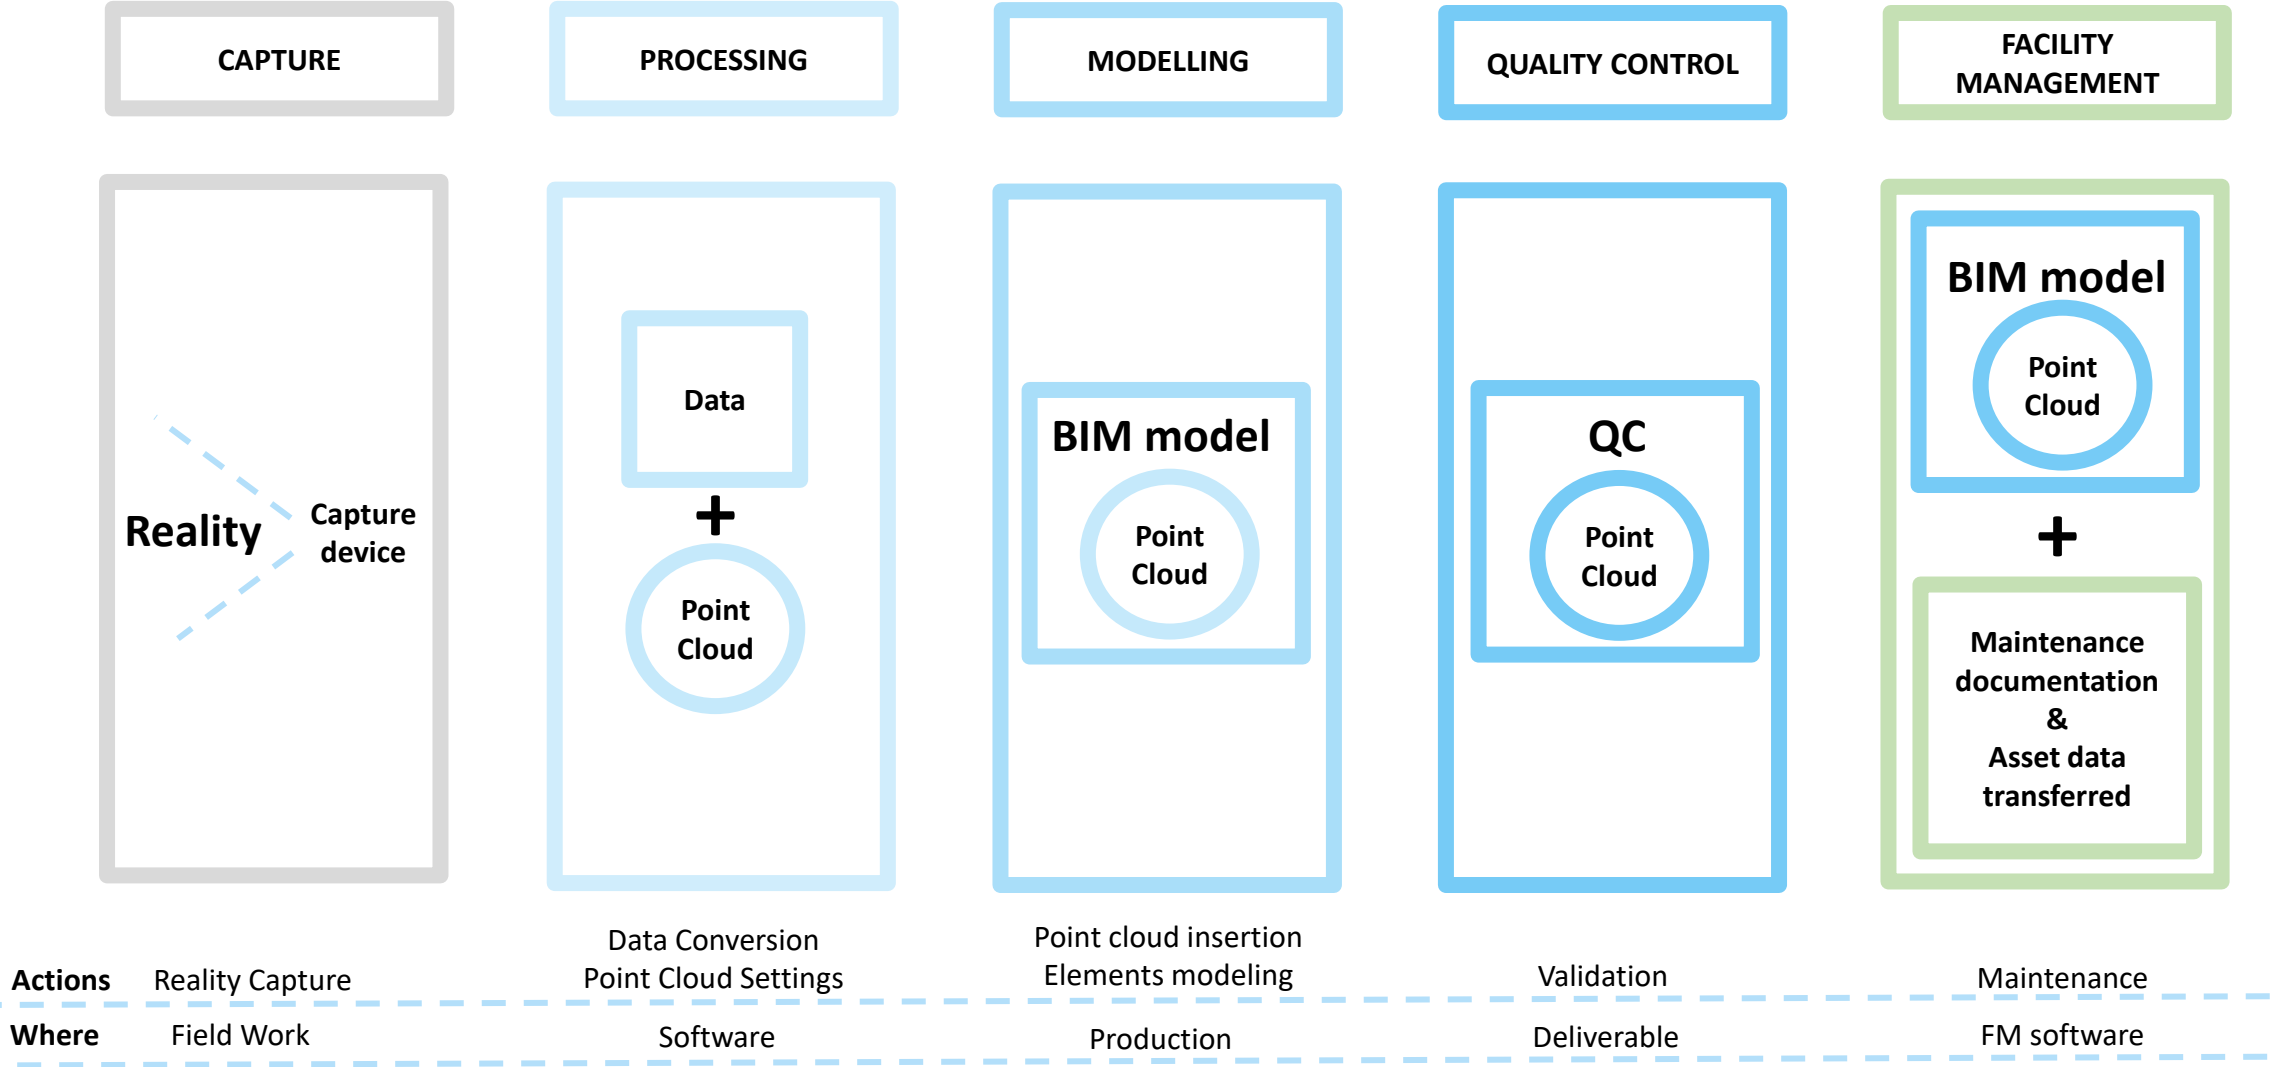 CAPTURE
PROCESSING
MODELLING
QUALITY CONTROL
FACILITY
MANAGEMENT
Reality
Capture
device
Data
+
Point
Cloud
BIM model
Point
Cloud
QC
Point
Cloud
BIM model
Point
Cloud
+
Maintenance
documentation
&
Asset data
transferred
Actions
Reality Capture
Data Conversion
Point Cloud Settings
Point cloud insertion
Elements modeling
Validation
Maintenance
Where
Field Work
Software
Production
Deliverable
FM software